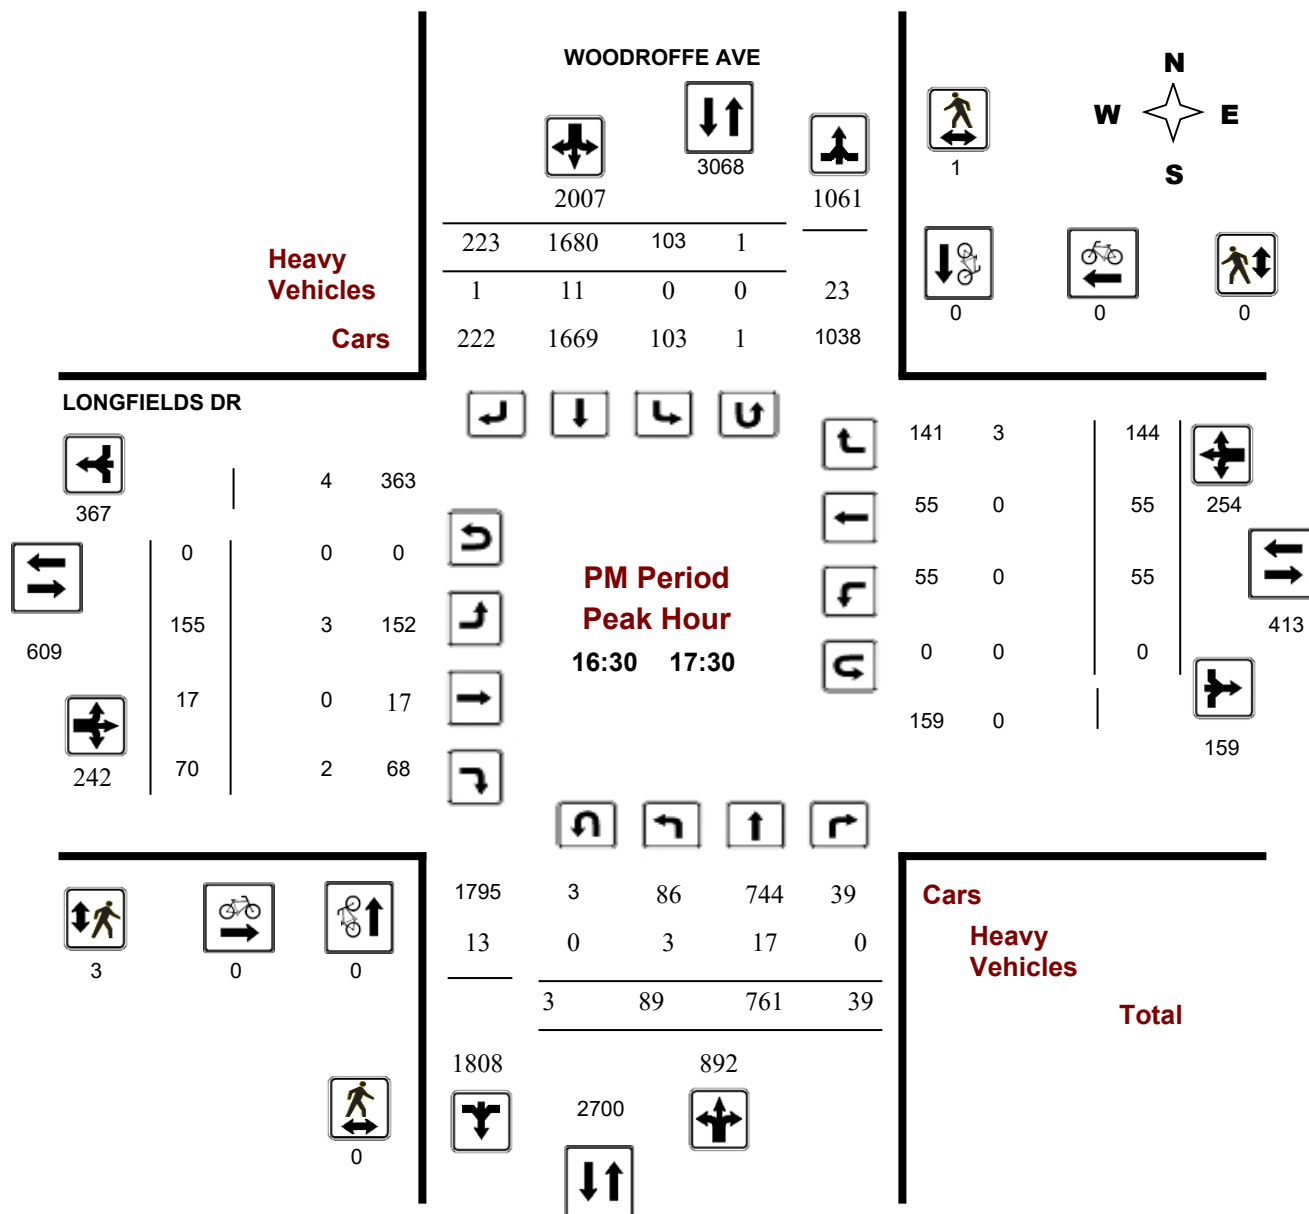 WOODROFFE AVE
N
W E
S
3068
1
2007 1061
223 1680 103 1
Heavy
Vehicles 1 11 0 0 23
0 0 0
Cars 222 1669 103 1 1038
LONGFIELDS DR
141 3 144
4 363
367 55 0 55 254
0 0 0
PM Period
55 0 55
Peak Hour
155 3 152 413
609 16:30 17:30 0 0 0
17 0 17
159 0
159
242 70 2 68
1795 3 86 744 39 Cars
13 0 3 17 0 Heavy
Vehicles
3 0 0
3 89 761 39 Total
1808 892
2700
0